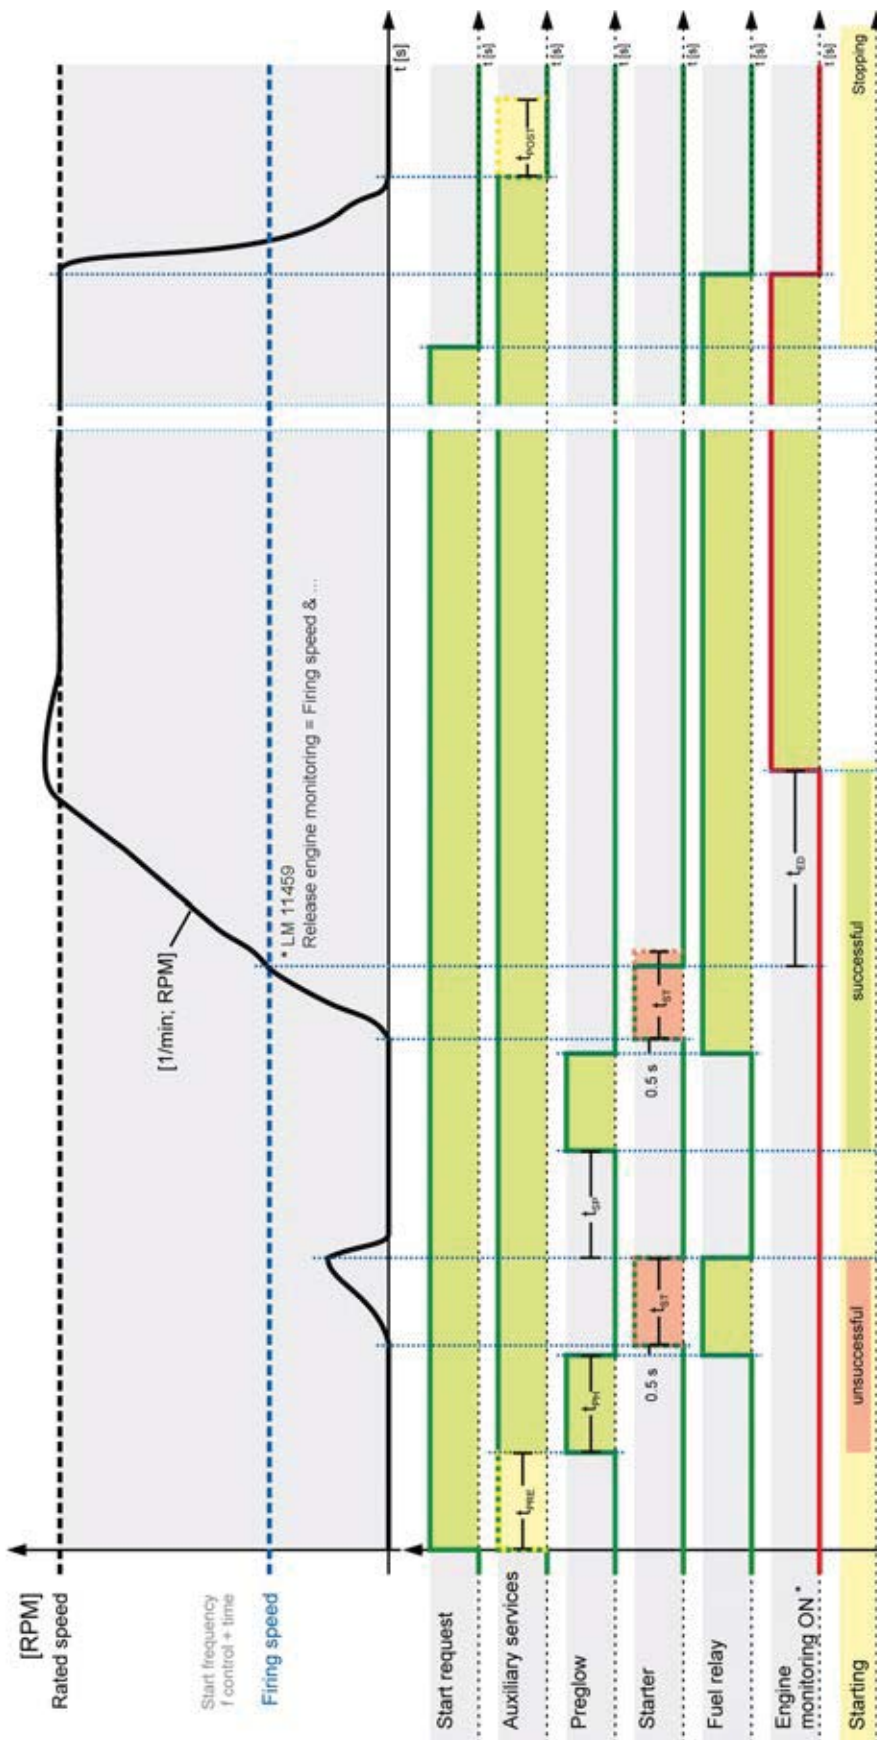 [RPM]
Rated speed
Start frequency
f control + time
Firing speed
[1/min; RPM]
* LM 11459
Release engine monitoring = Firing speed & ...
t [s]
Start request
t [s]
Auxiliary services
tPRE
tPOST
t [s]
Preglow
tPH
tSP
t [s]
Starter
0.5 s
tST
0.5 s
tST
t [s]
Fuel relay
t [s]
Engine
monitoring ON *
tED
t [s]
Starting
unsuccessful
successful
Stopping